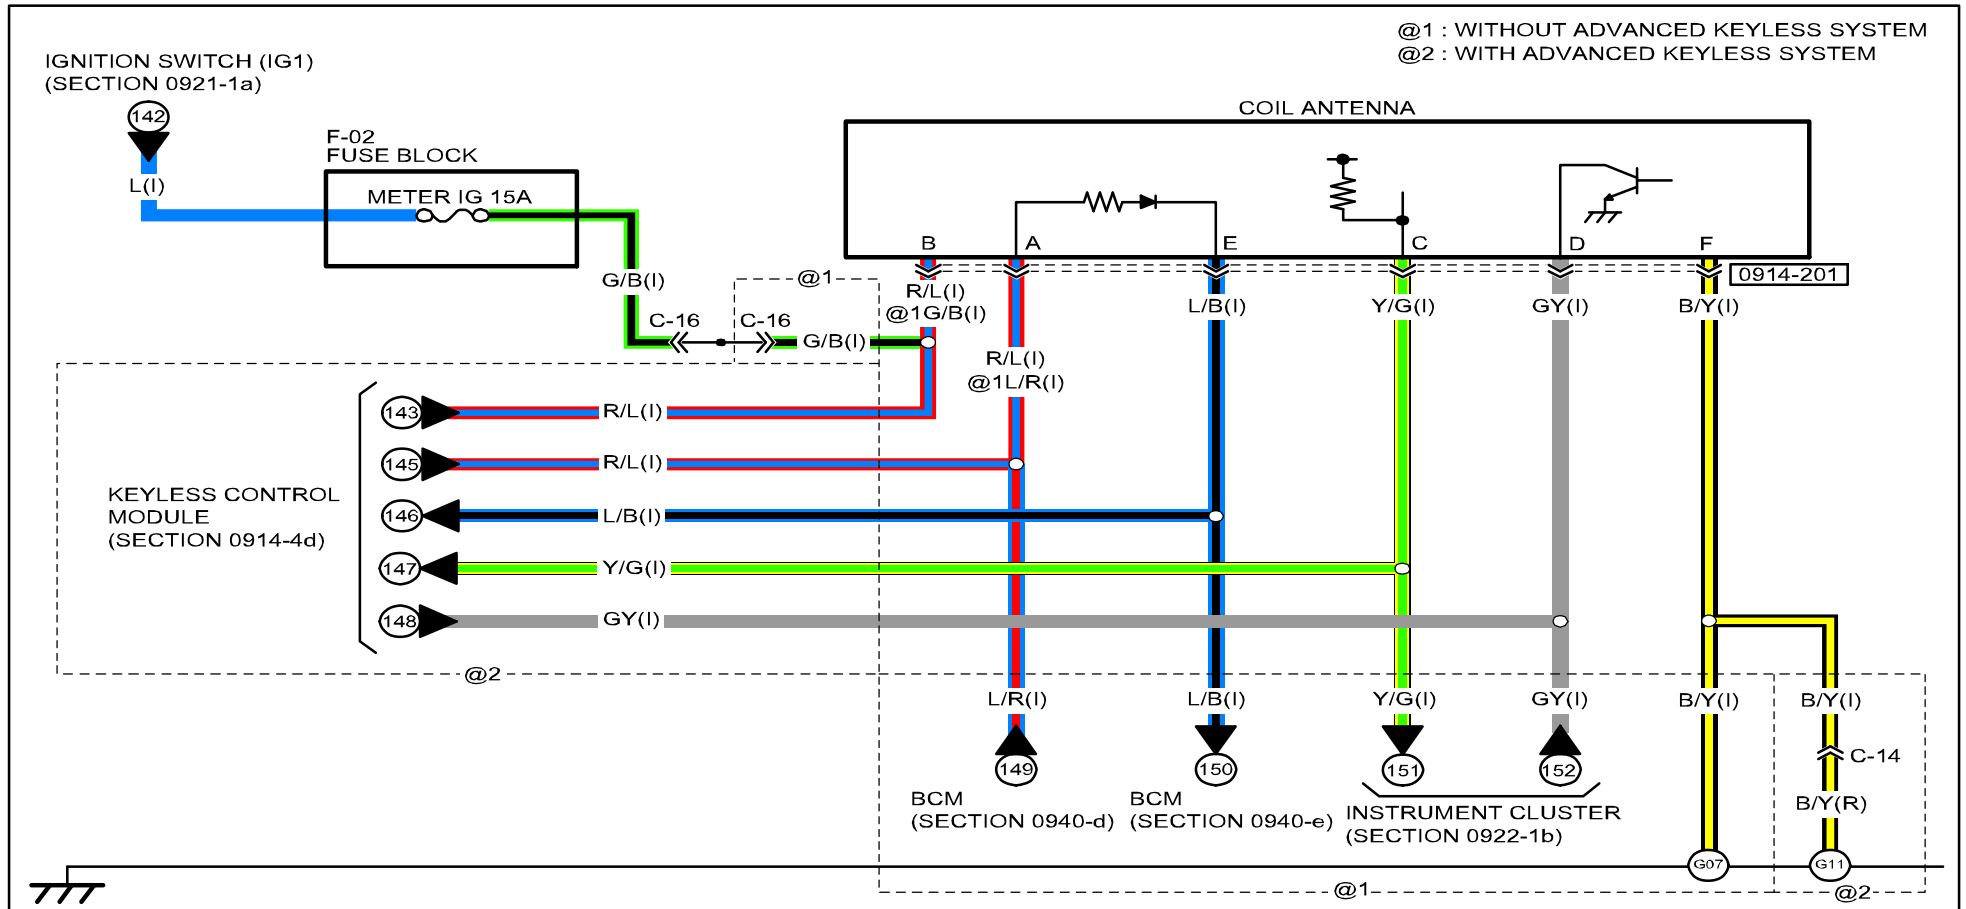 @1 : WITHOUT ADVANCED KEYLESS SYSTEM
@2 : WITH ADVANCED KEYLESS SYSTEM
IGNITION SWITCH (IG1)
(SECTION 0921-1a)
142
L(I)
F-02
FUSE BLOCK
METER IG 15A
COIL ANTENNA
B
A
E
C
D
F
0914-201
G/B(I)
@1
C-16
C-16
G/B(I)
R/L(I)
@1G/B(I)
R/L(I)
@1L/R(I)
L/B(I)
Y/G(I)
GY(I)
B/Y(I)
KEYLESS CONTROL
MODULE
(SECTION 0914-4d)
143
R/L(I)
145
R/L(I)
146
L/B(I)
147
Y/G(I)
148
GY(I)
@2
L/R(I)
L/B(I)
Y/G(I)
GY(I)
B/Y(I)
B/Y(I)
C-14
B/Y(R)
149
150
151
152
BCM
(SECTION 0940-d)
BCM
(SECTION 0940-e)
INSTRUMENT CLUSTER
(SECTION 0922-1b)
G07
G11
@1
@2